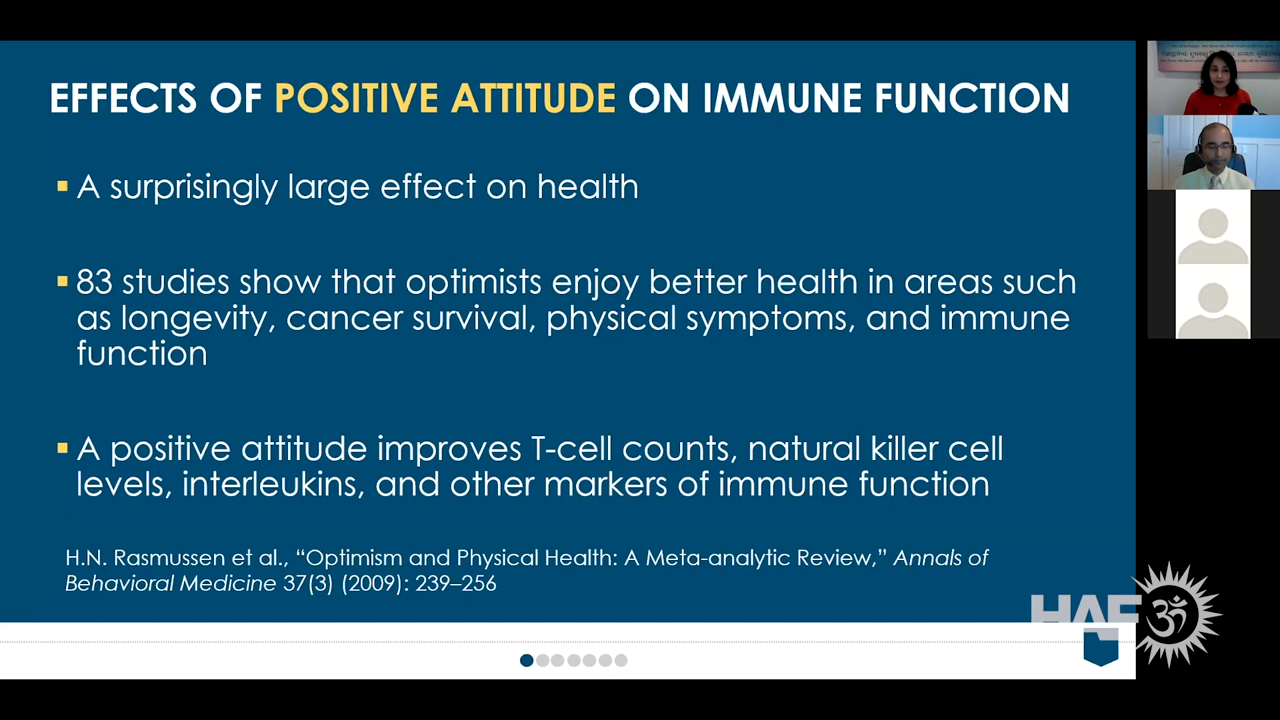 EFFECTS OF POSITIVE ATTITUDE ON IMMUNE FUNCTION
▪ A surprisingly large effect on health
▪ 83 studies show that optimists enjoy better health in areas such
as longevity, cancer survival, physical symptoms, and immune
function
▪ A positive attitude improves T-cell counts, natural killer cell
levels, interleukins, and other markers of immune function
H.N. Rasmussen et al., “Optimism and Physical Health: A Meta-analytic Review,” Annals of
Behavioral Medicine 37(3) (2009): 239–256
HAF
ॐ